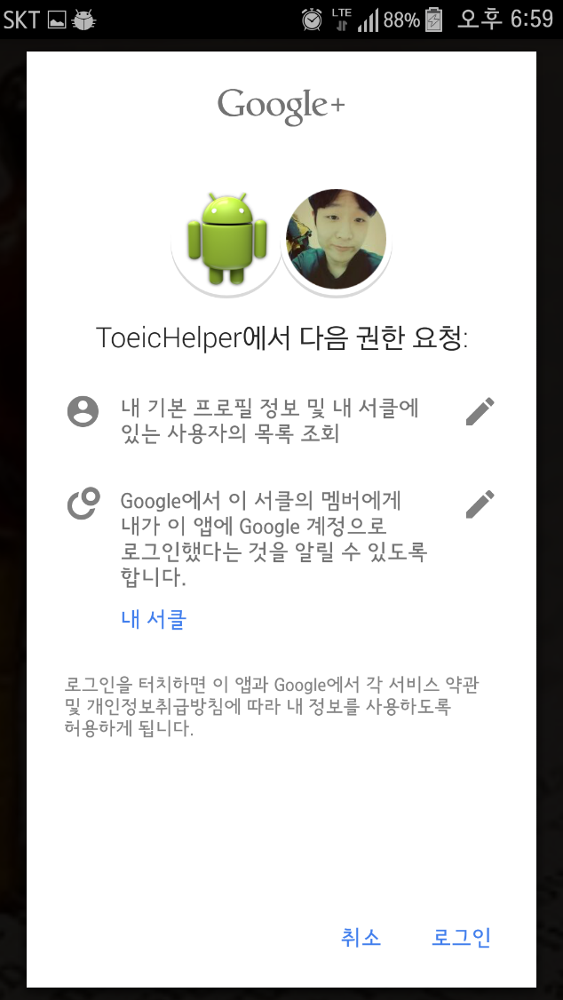 SKT LTE 88% 오후 6:59
Google+
ToeicHelper에서 다음 권한 요청:
내 기본 프로필 정보 및 내 서클에
있는 사용자의 목록 조회
Google에서 이 서클의 멤버에게
내가 이 앱에 Google 계정으로
로그인했다는 것을 알릴 수 있도록
합니다.
내 서클
로그인을 터치하면 이 앱과 Google에서 각 서비스 약관
및 개인정보취급방침에 따라 내 정보를 사용하도록
허용하게 됩니다.
취소 로그인